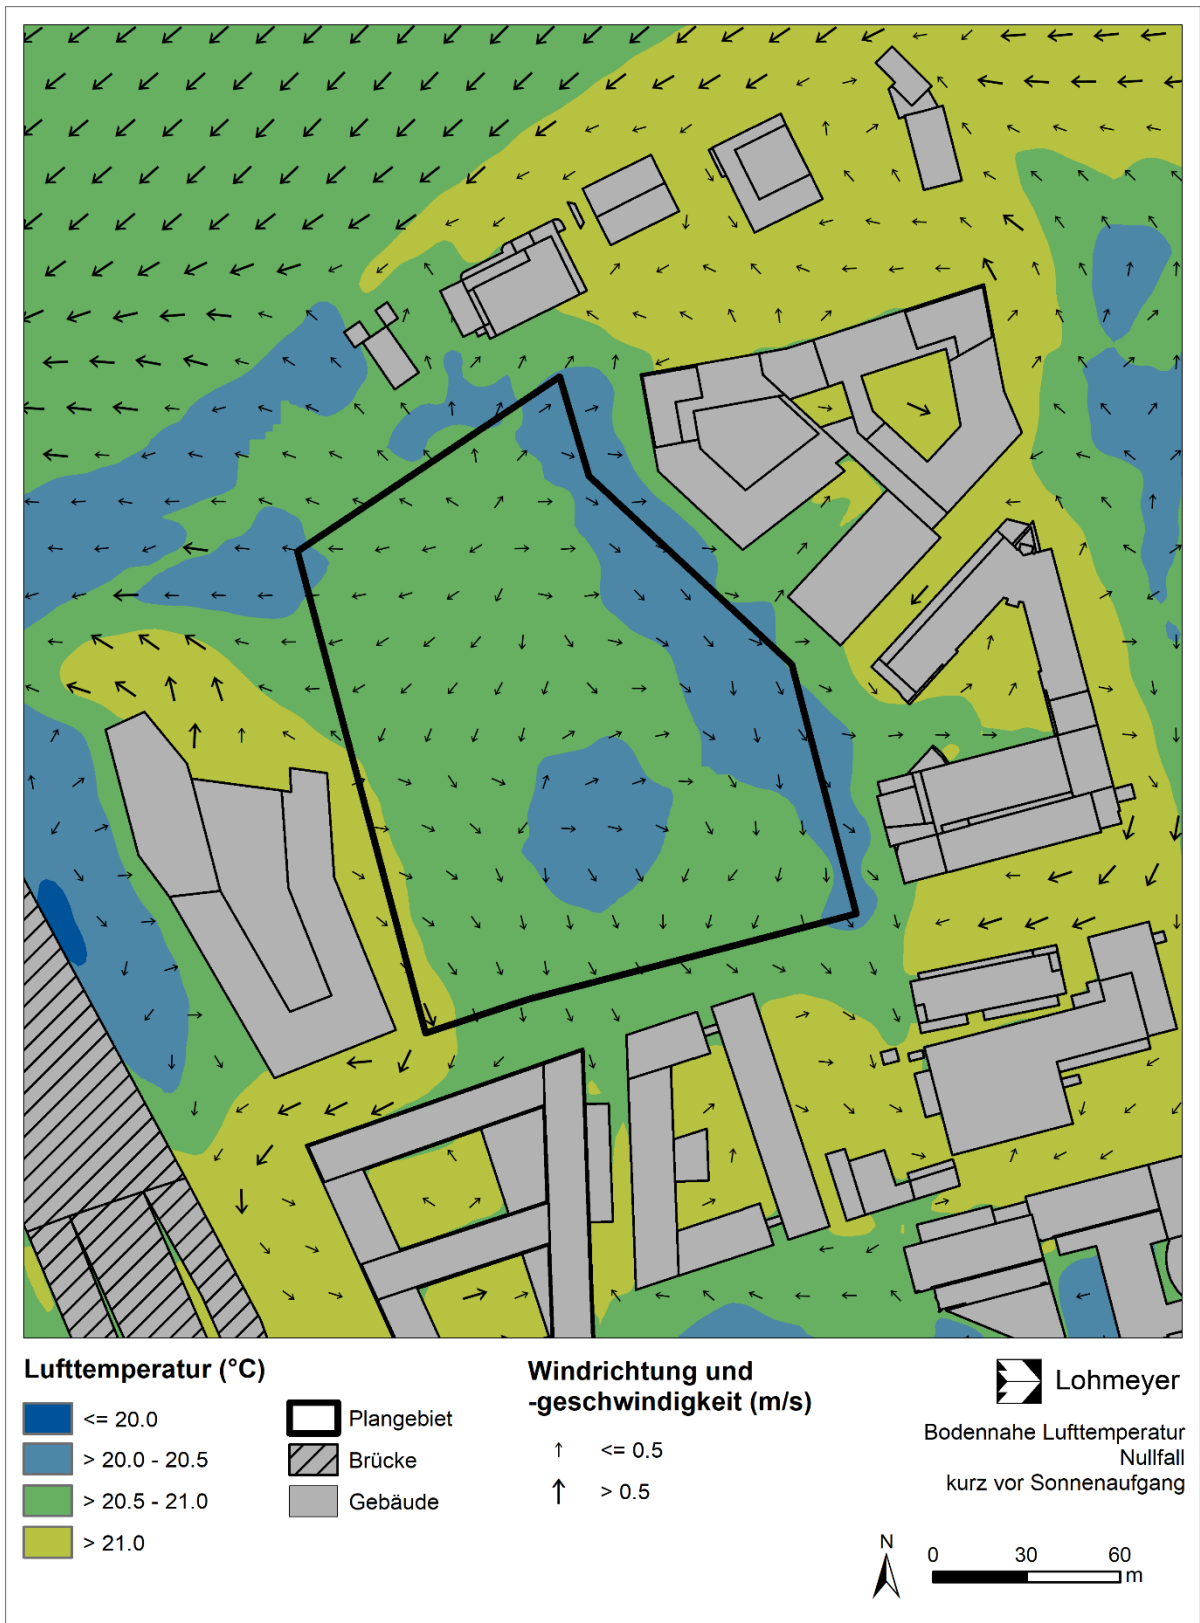 Lufttemperatur (°C)
<= 20.0
> 20.0 - 20.5
> 20.5 - 21.0
> 21.0
Plangebiet
Brücke
Gebäude
Windrichtung und
-geschwindigkeit (m/s)
<= 0.5
> 0.5
Lohmeyer
Bodennahe Lufttemperatur
Nullfall
kurz vor Sonnenaufgang
N
0 30 60
m